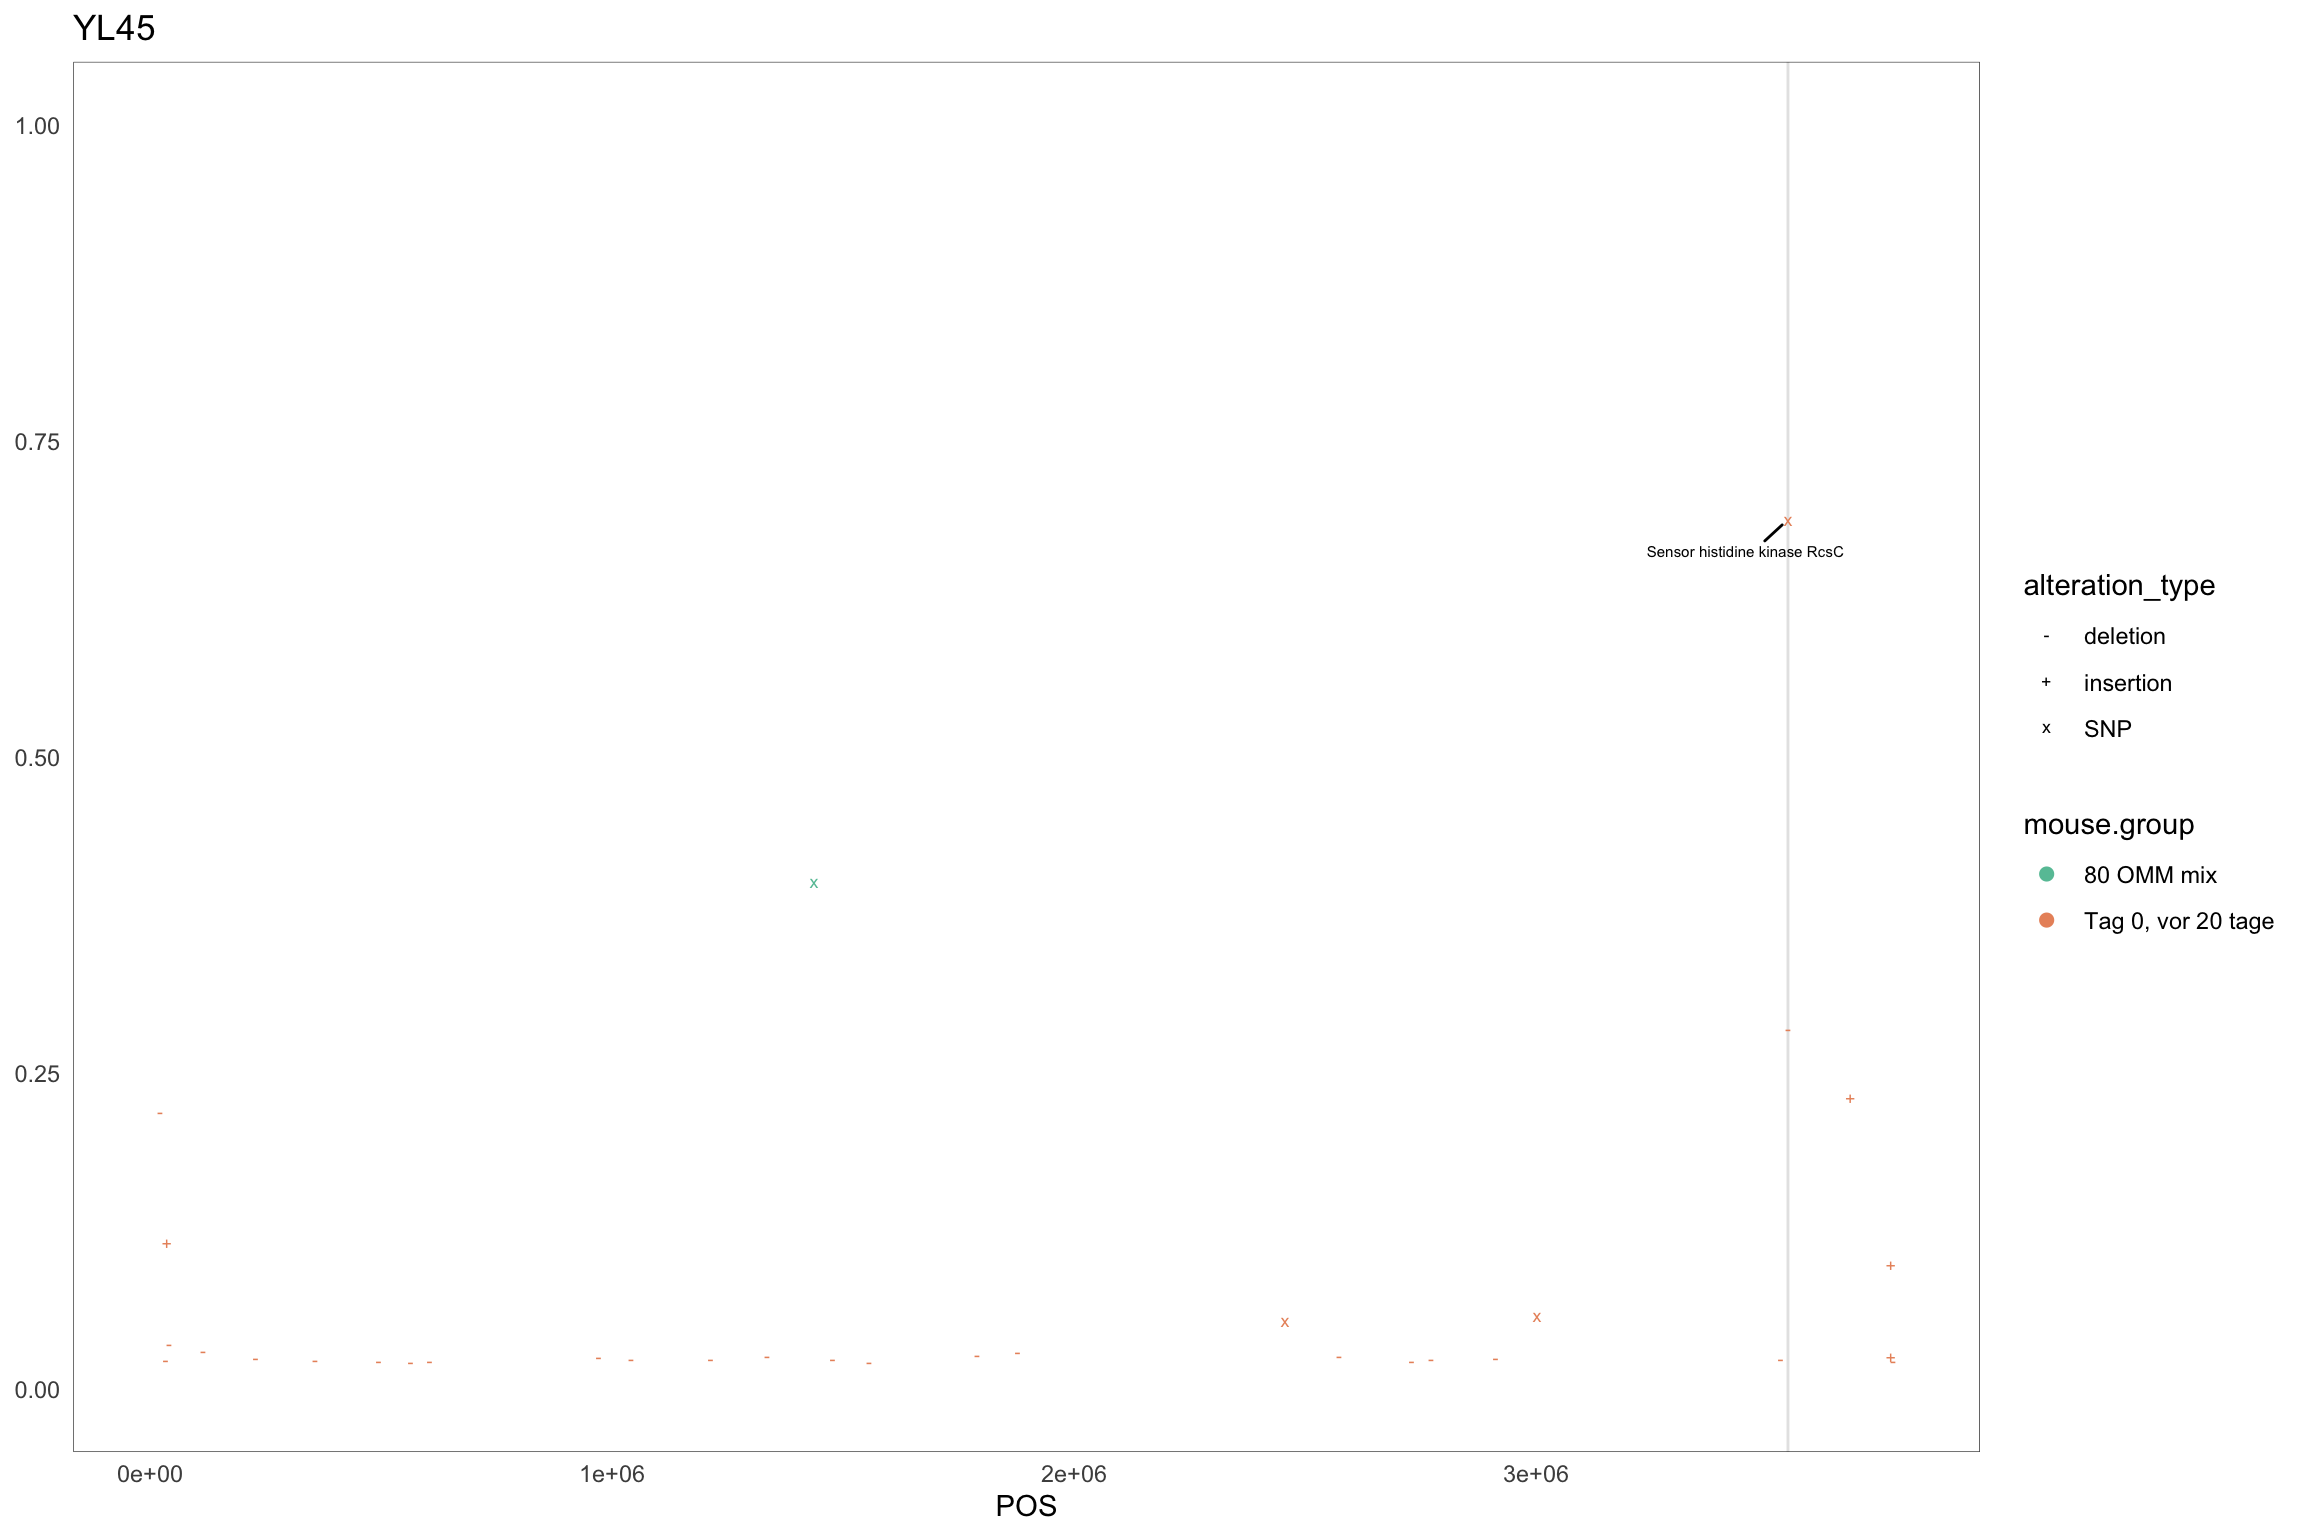 YL45
1.00
0.75
0.50
0.25
0.00
Sensor histidine kinase RcsC
0e+00
1e+06
2e+06
3e+06
POS
alteration_type
- deletion
+ insertion
x SNP
mouse.group
80 OMM mix
Tag 0, vor 20 tage